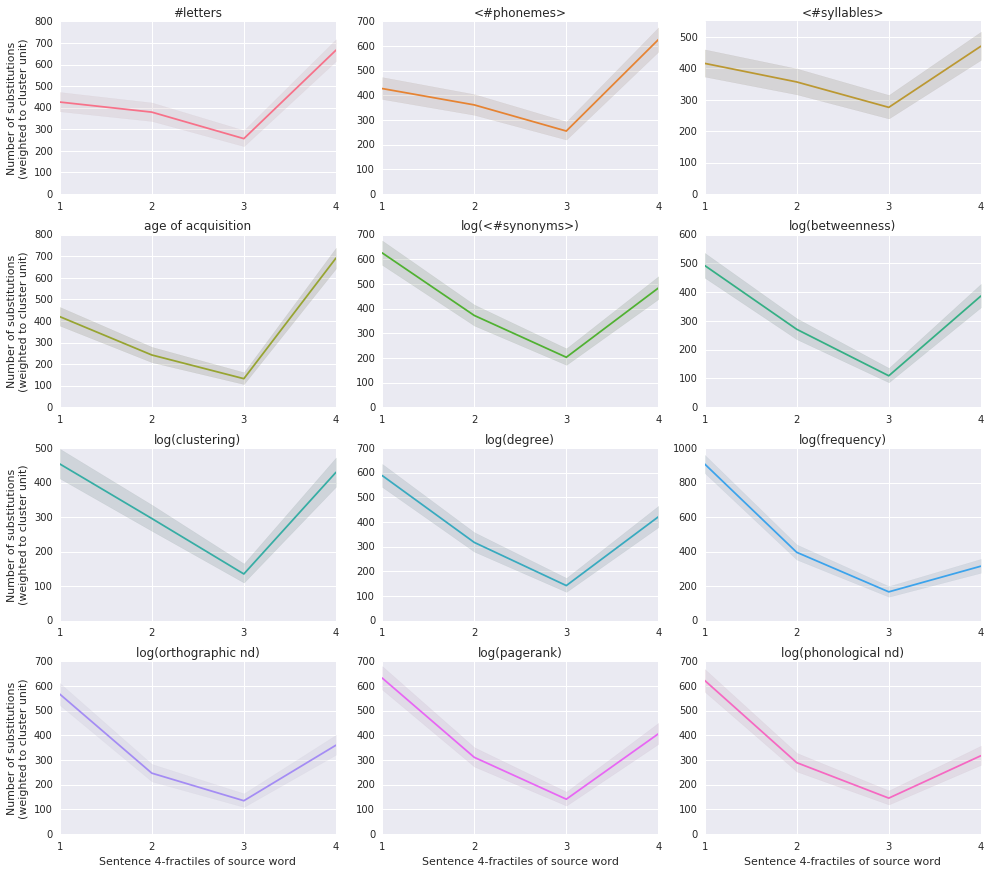 #letters
<#phonemes>
<#syllables>
Number of substitutions
(weighted to cluster unit)
800
700
600
500
400
300
200
100
0
700
600
500
400
300
200
100
0
500
400
300
200
100
0
1 2 3 4
1 2 3 4
1 2 3 4
age of acquisition
log(<#synonyms>)
log(betweenness)
Number of substitutions
(weighted to cluster unit)
800
700
600
500
400
300
200
100
0
700
600
500
400
300
200
100
0
600
500
400
300
200
100
0
1 2 3 4
1 2 3 4
1 2 3 4
log(clustering)
log(degree)
log(frequency)
Number of substitutions
(weighted to cluster unit)
500
400
300
200
100
0
700
600
500
400
300
200
100
0
1000
800
600
400
200
0
1 2 3 4
1 2 3 4
1 2 3 4
log(orthographic nd)
log(pagerank)
log(phonological nd)
Number of substitutions
(weighted to cluster unit)
700
600
500
400
300
200
100
0
700
600
500
400
300
200
100
0
700
600
500
400
300
200
100
0
1 2 3 4
1 2 3 4
1 2 3 4
Sentence 4-fractiles of source word
Sentence 4-fractiles of source word
Sentence 4-fractiles of source word